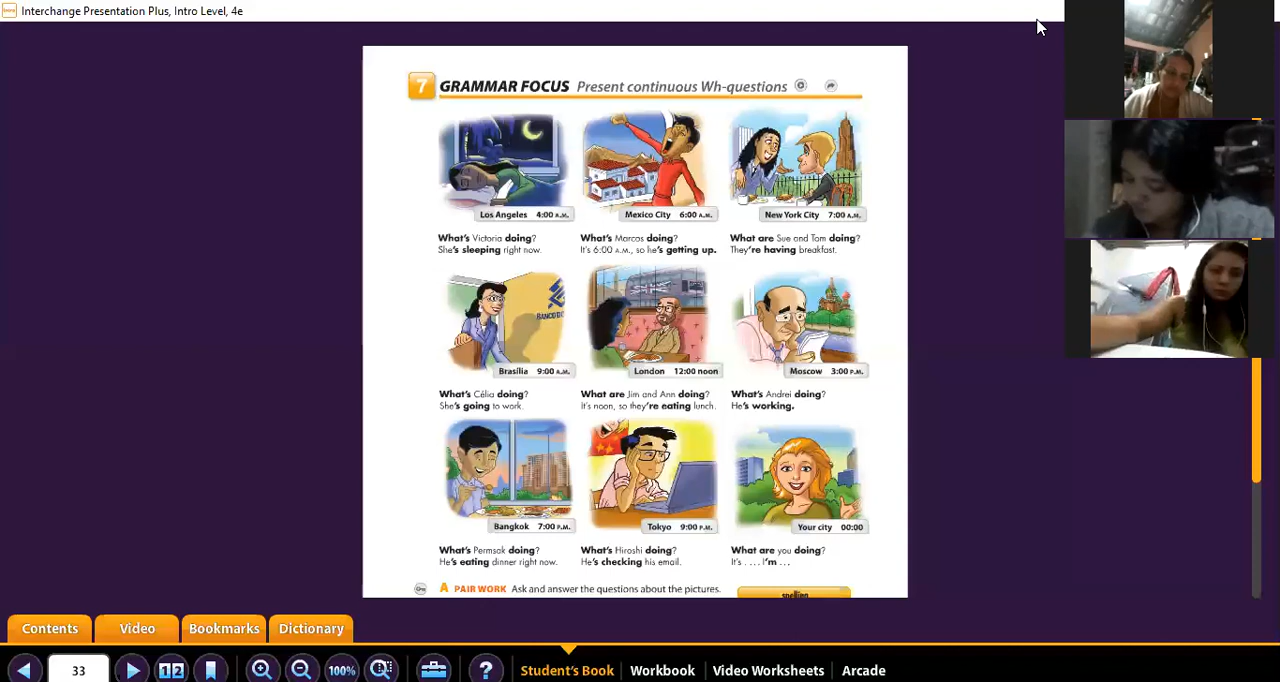 Interchange Presentation Plus, Intro Level, 4e
7 GRAMMAR FOCUS Present continuous Wh-questions
Los Angeles 4:00 A.M.
Mexico City 6:00 A.M.
New York City 7:00 A.M.
What's Victoria doing?
She's sleeping right now.
What's Marcos doing?
It's 6:00 A.M., so he's getting up.
What are Sue and Tom doing?
They're having breakfast.
Brasília 9:00 A.M.
London 12:00 noon
Moscow 3:00 P.M.
What's Célia doing?
She's going to work.
What are Jim and Ann doing?
It's noon, so they're eating lunch.
What's Andrei doing?
He's working.
Bangkok 7:00 P.M.
Tokyo 9:00 P.M.
Your city 00:00
What's Permsak doing?
He's eating dinner right now.
What's Hiroshi doing?
He's checking his email.
What are you doing?
It's . . . . I'm . . .
A PAIR WORK Ask and answer the questions about the pictures.
spelling
Contents Video Bookmarks Dictionary
33 1 2 100% ? Student's Book Workbook Video Worksheets Arcade